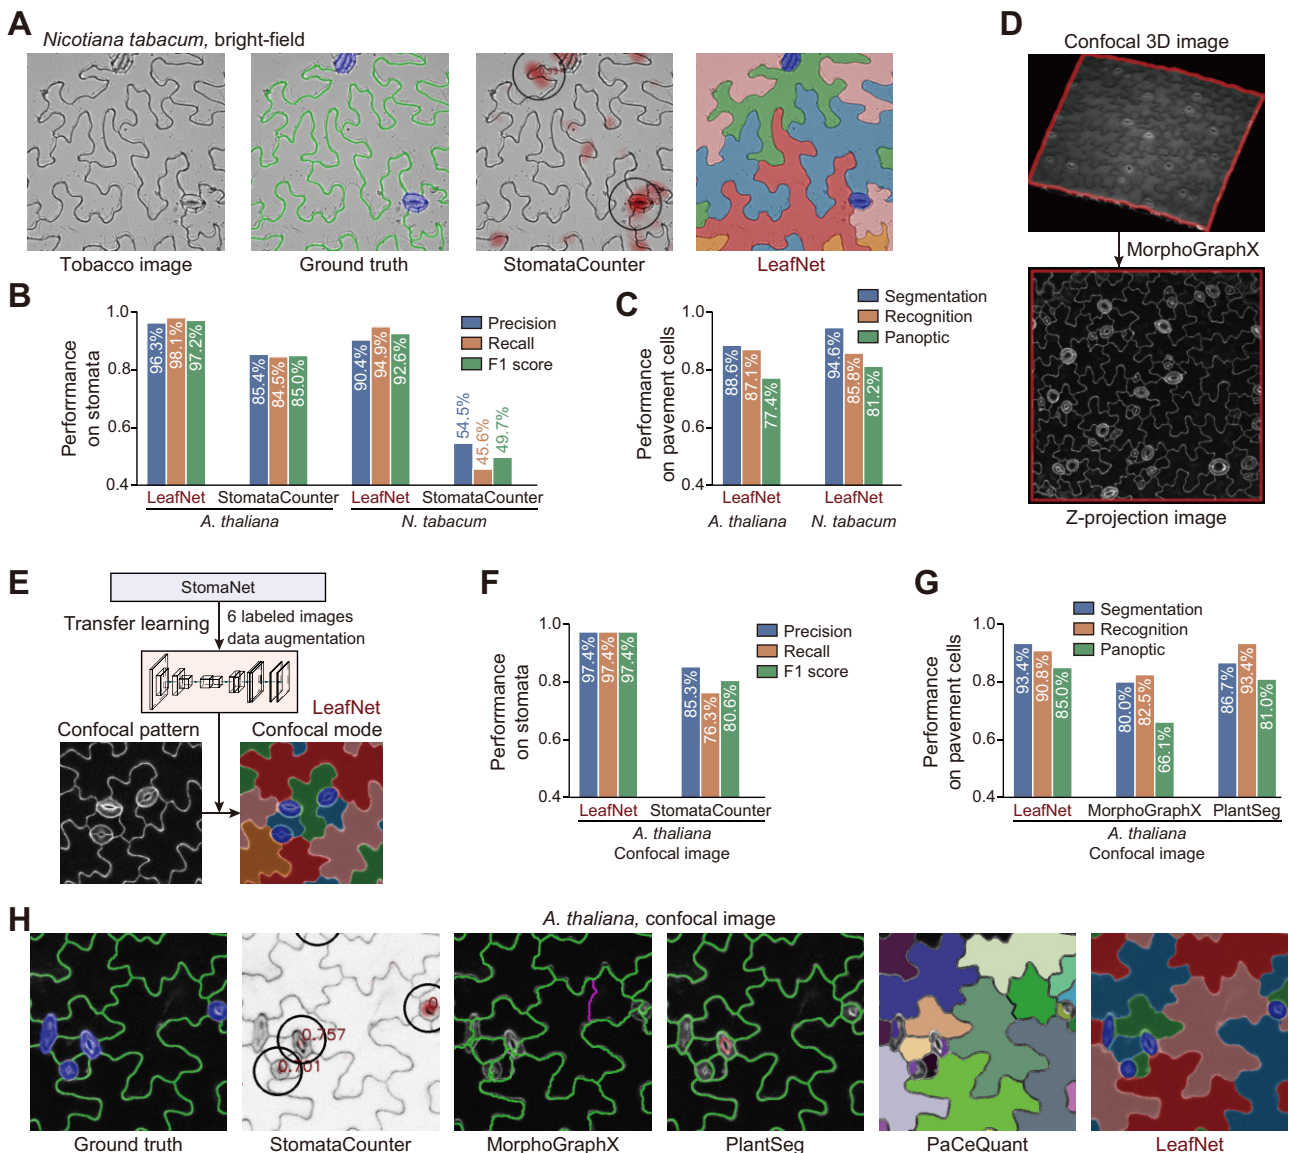 A
Nicotiana tabacum, bright-field
Tobacco image
Ground truth
StomataCounter
LeafNet
B
Perforrmance
on stomata
1.0
0.8
0.6
0.4
96.3%
98.1%
97.2%
85.4%
84.5%
85.0%
90.4%
94.9%
92.6%
54.5%
45.6%
49.7%
Precision
Recall
F1 score
LeafNet
StomataCounter
LeafNet
StomataCounter
A. thaliana
N. tabacum
C
Performance
on pavement cells
1.0
0.8
0.6
0.4
88.6%
87.1%
77.4%
94.6%
85.8%
81.2%
Segmentation
Recognition
Panoptic
LeafNet
LeafNet
A. thaliana
N. tabacum
D
Confocal 3D image
MorphoGraphX
Z-projection image
E
StomaNet
Transfer learning
6 labeled images
data augmentation
LeafNet
Confocal pattern
Confocal mode
F
Performance
on stomata
1.0
0.8
0.6
0.4
97.4%
97.4%
97.4%
85.3%
76.3%
80.6%
Precision
Recall
F1 score
LeafNet
StomataCounter
A. thaliana
Confocal image
G
Performance
on pavement cells
1.0
0.8
0.6
0.4
93.4%
90.8%
85.0%
80.0%
82.5%
66.1%
86.7%
93.4%
81.0%
Segmentation
Recognition
Panoptic
LeafNet
MorphoGraphX
PlantSeg
A. thaliana
Confocal image
H
A. thaliana, confocal image
0.757
0.701
Ground truth
StomataCounter
MorphoGraphX
PlantSeg
PaCeQuant
LeafNet